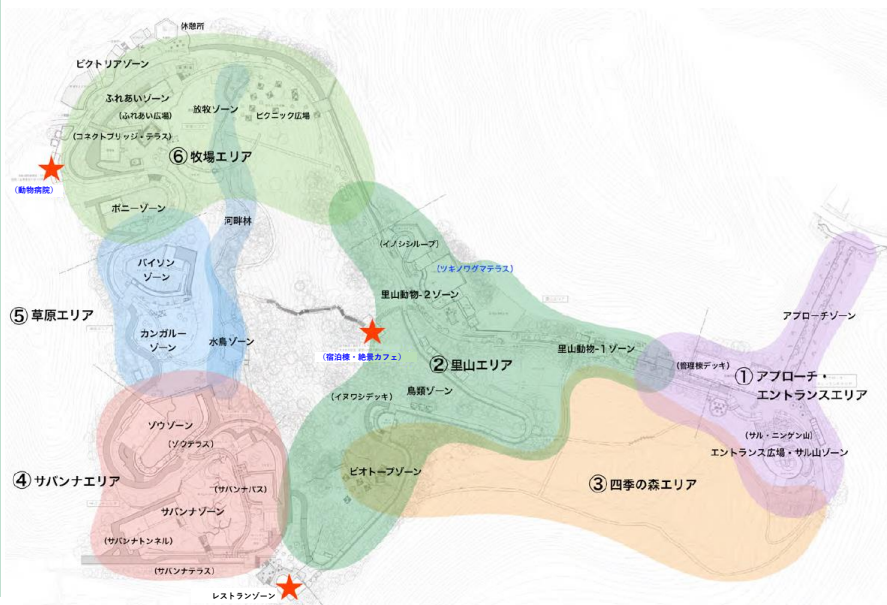 休憩所
ビクトリアゾーン
ふれあいゾーン
(ふれあい広場)
放牧ゾーン
ピクニック広場
(コネクトブリッジ・テラス)
⑥ 牧場エリア
(動物病院)
ポニーゾーン
河畔林
バイソン
ゾーン
⑤ 草原エリア
カンガルー
ゾーン
水鳥ゾーン
(イノシシループ)
(ツキノワグマテラス)
里山動物-2ゾーン
(宿泊棟・絶景カフェ)
② 里山エリア
里山動物-1ゾーン
アプローチゾーン
(管理棟デッキ)
① アプローチ・
エントランスエリア
(イヌワシデッキ)
鳥類ゾーン
(サル・ニンゲン山)
エントランス広場・サル山ゾーン
ゾウゾーン
(ゾウテラス)
④ サバンナエリア
(サバンナバス)
サバンナゾーン
(サバンナトンネル)
(サバンナテラス)
ビオトープゾーン
③ 四季の森エリア
レストランゾーン